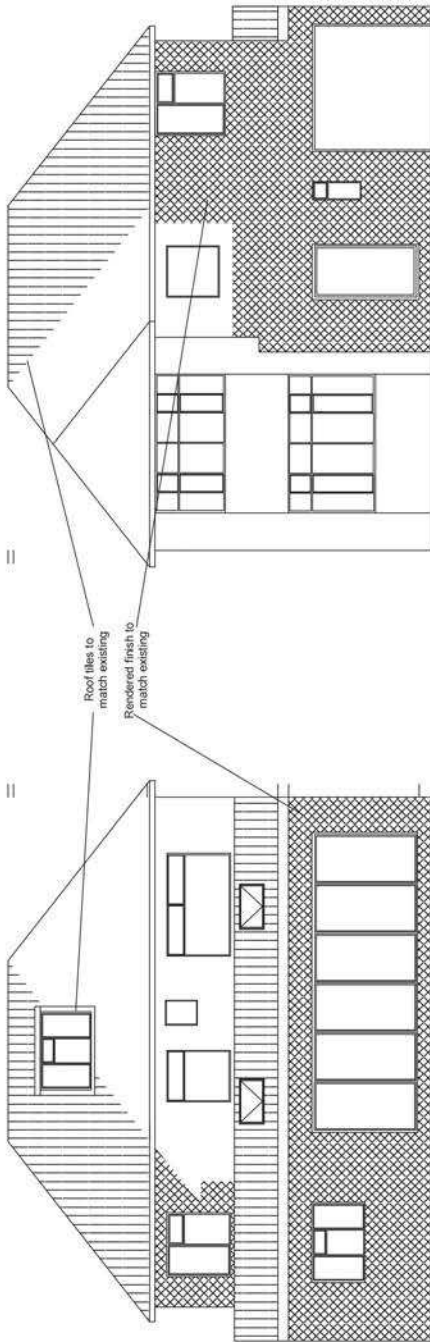 Roof tiles to
match existing
Rendered finish to
match existing